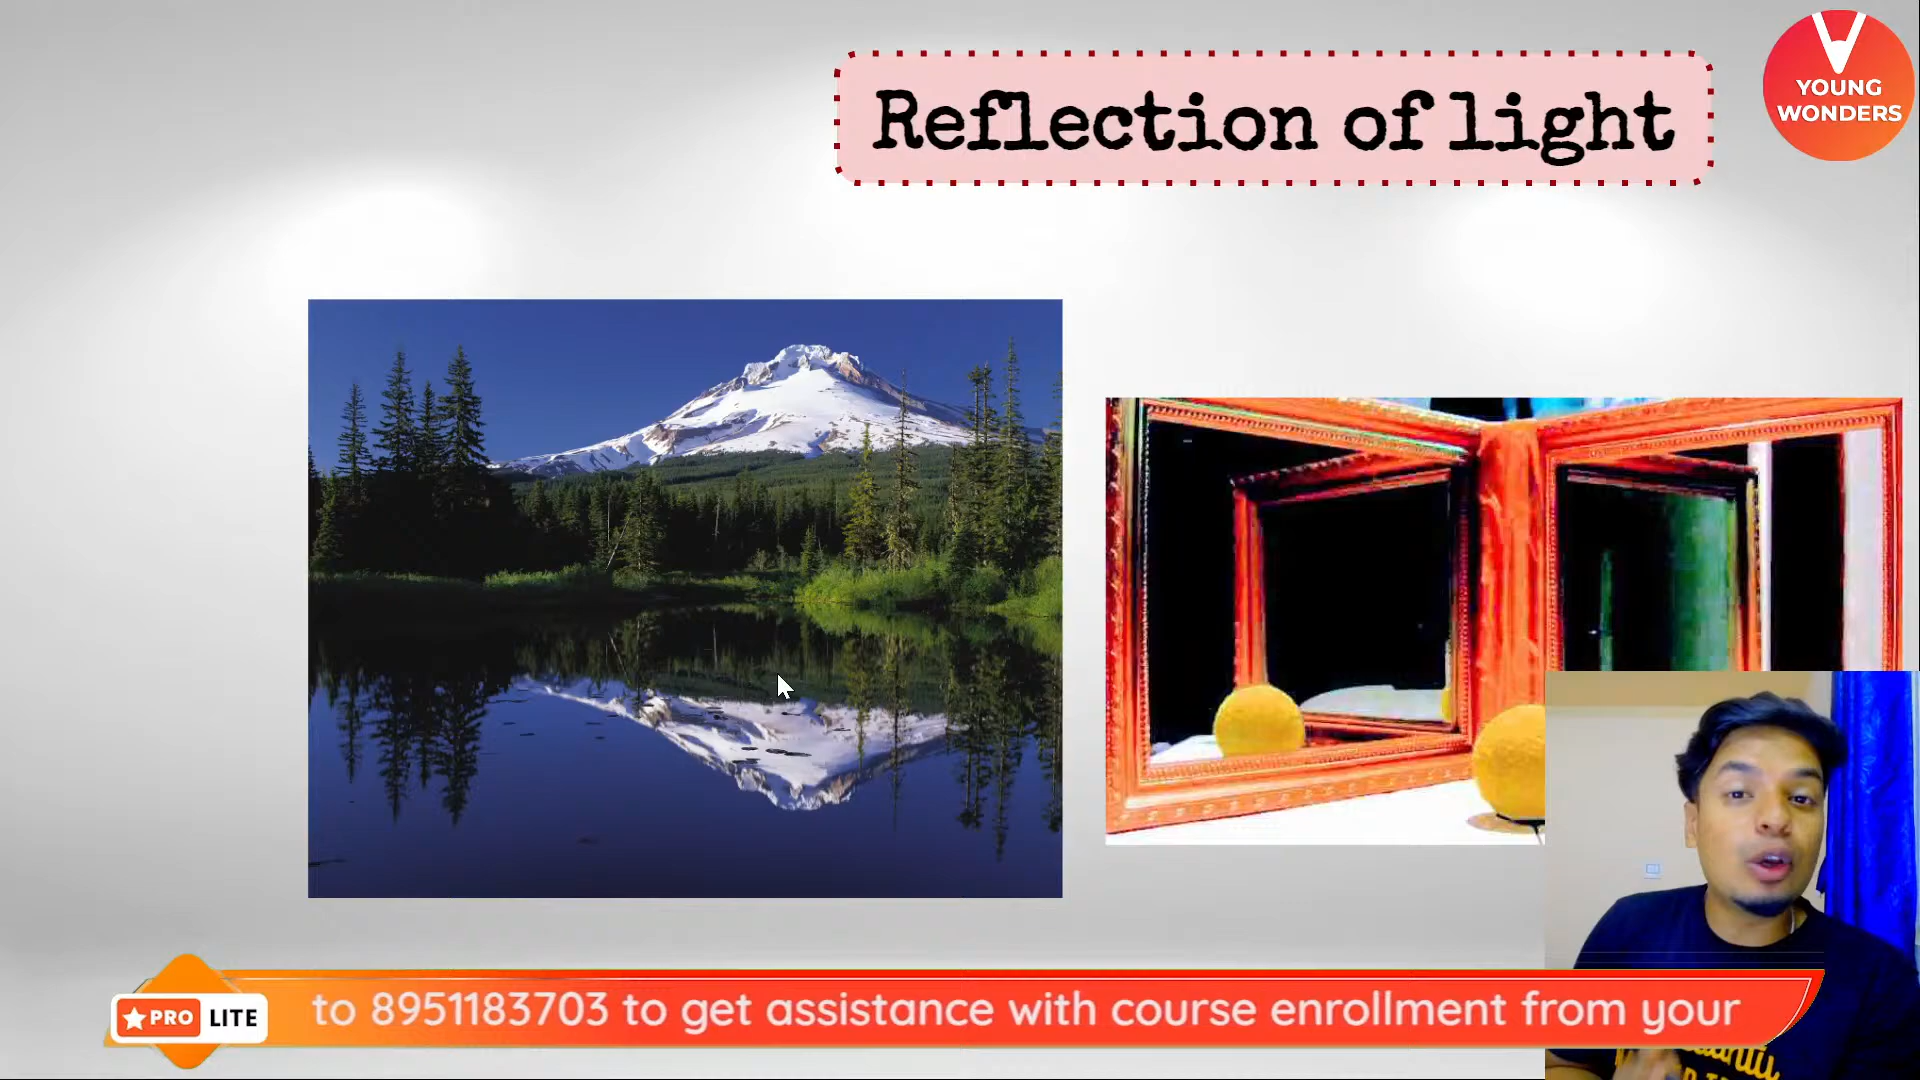 Reflection of light
YOUNG
WONDERS
PRO LITE
to 8951183703 to get assistance with course enrollment from your